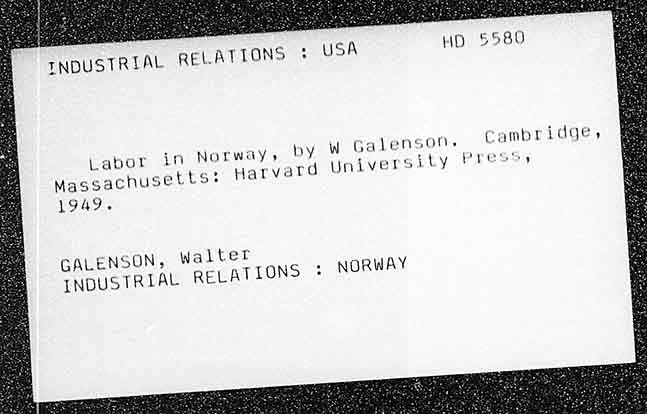 INDUSTRIAL RELATIONS : USA HD 5580
Labor in Norway, by W Galenson. Cambridge,
Massachusetts: Harvard University Press,
1949.
GALENSON, Walter
INDUSTRIAL RELATIONS : NORWAY